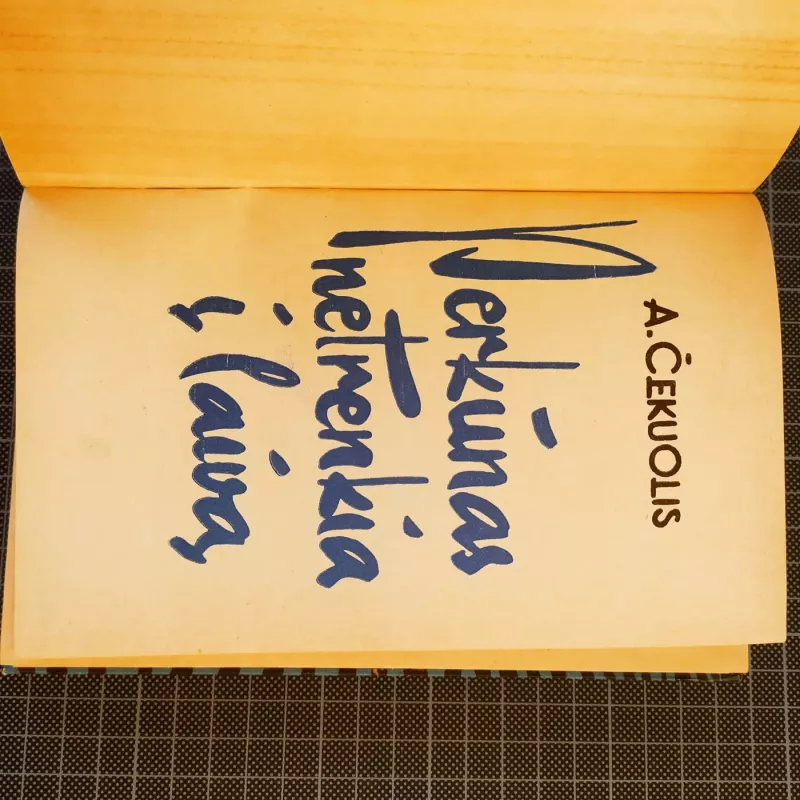 A. ČEKUOLIS
Perkūnas
netrenkia
į laivą